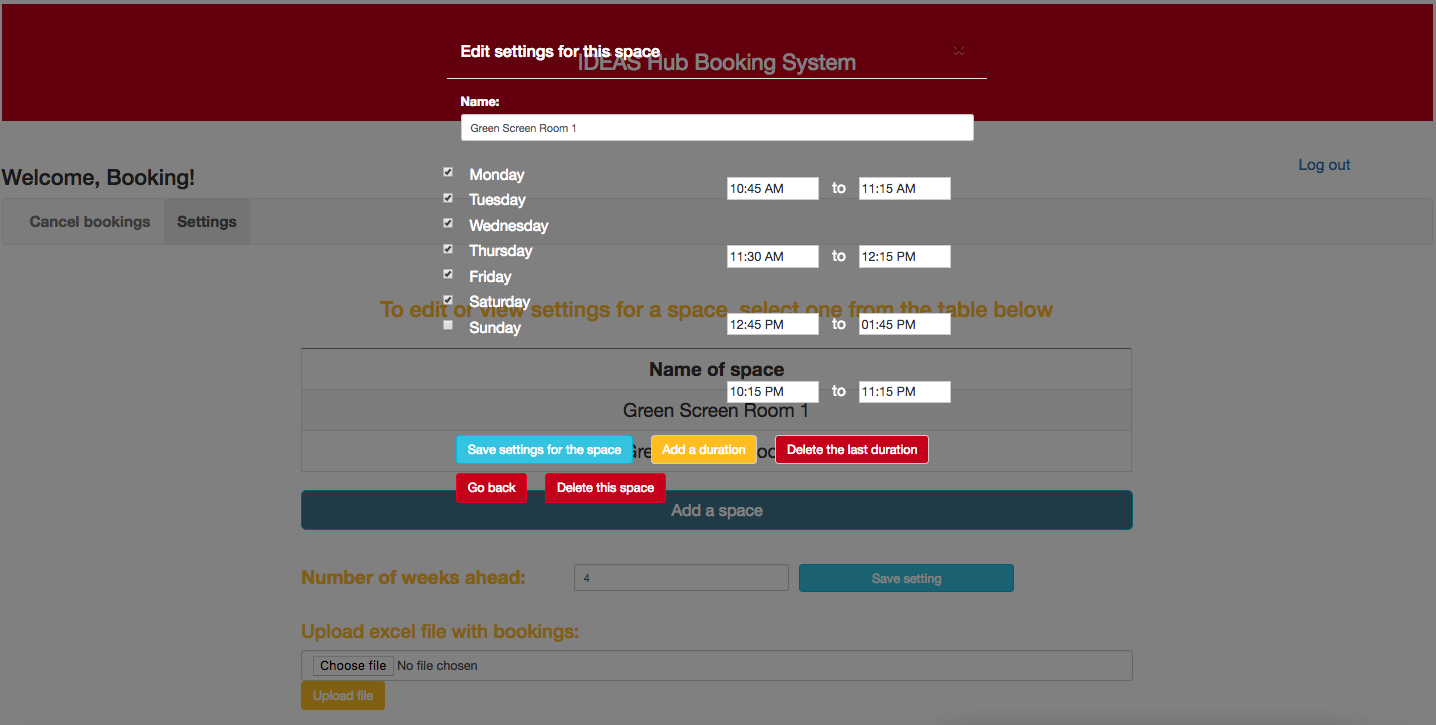 Edit settings for this space ×
IDEAS Hub Booking System
Name:
Green Screen Room 1
Log out
Welcome, Booking!
Cancel bookings Settings
Monday
Tuesday
Wednesday
Thursday
Friday
Saturday
Sunday
10:45 AM to 11:15 AM
11:30 AM to 12:15 PM
12:45 PM to 01:45 PM
10:15 PM to 11:15 PM
To edit or view settings for a space, select one from the table below
Name of space
Green Screen Room 1
Save settings for the space Add a duration Delete the last duration
Go back Delete this space
Add a space
Number of weeks ahead: 4 Save setting
Upload excel file with bookings:
Choose file No file chosen
Upload file